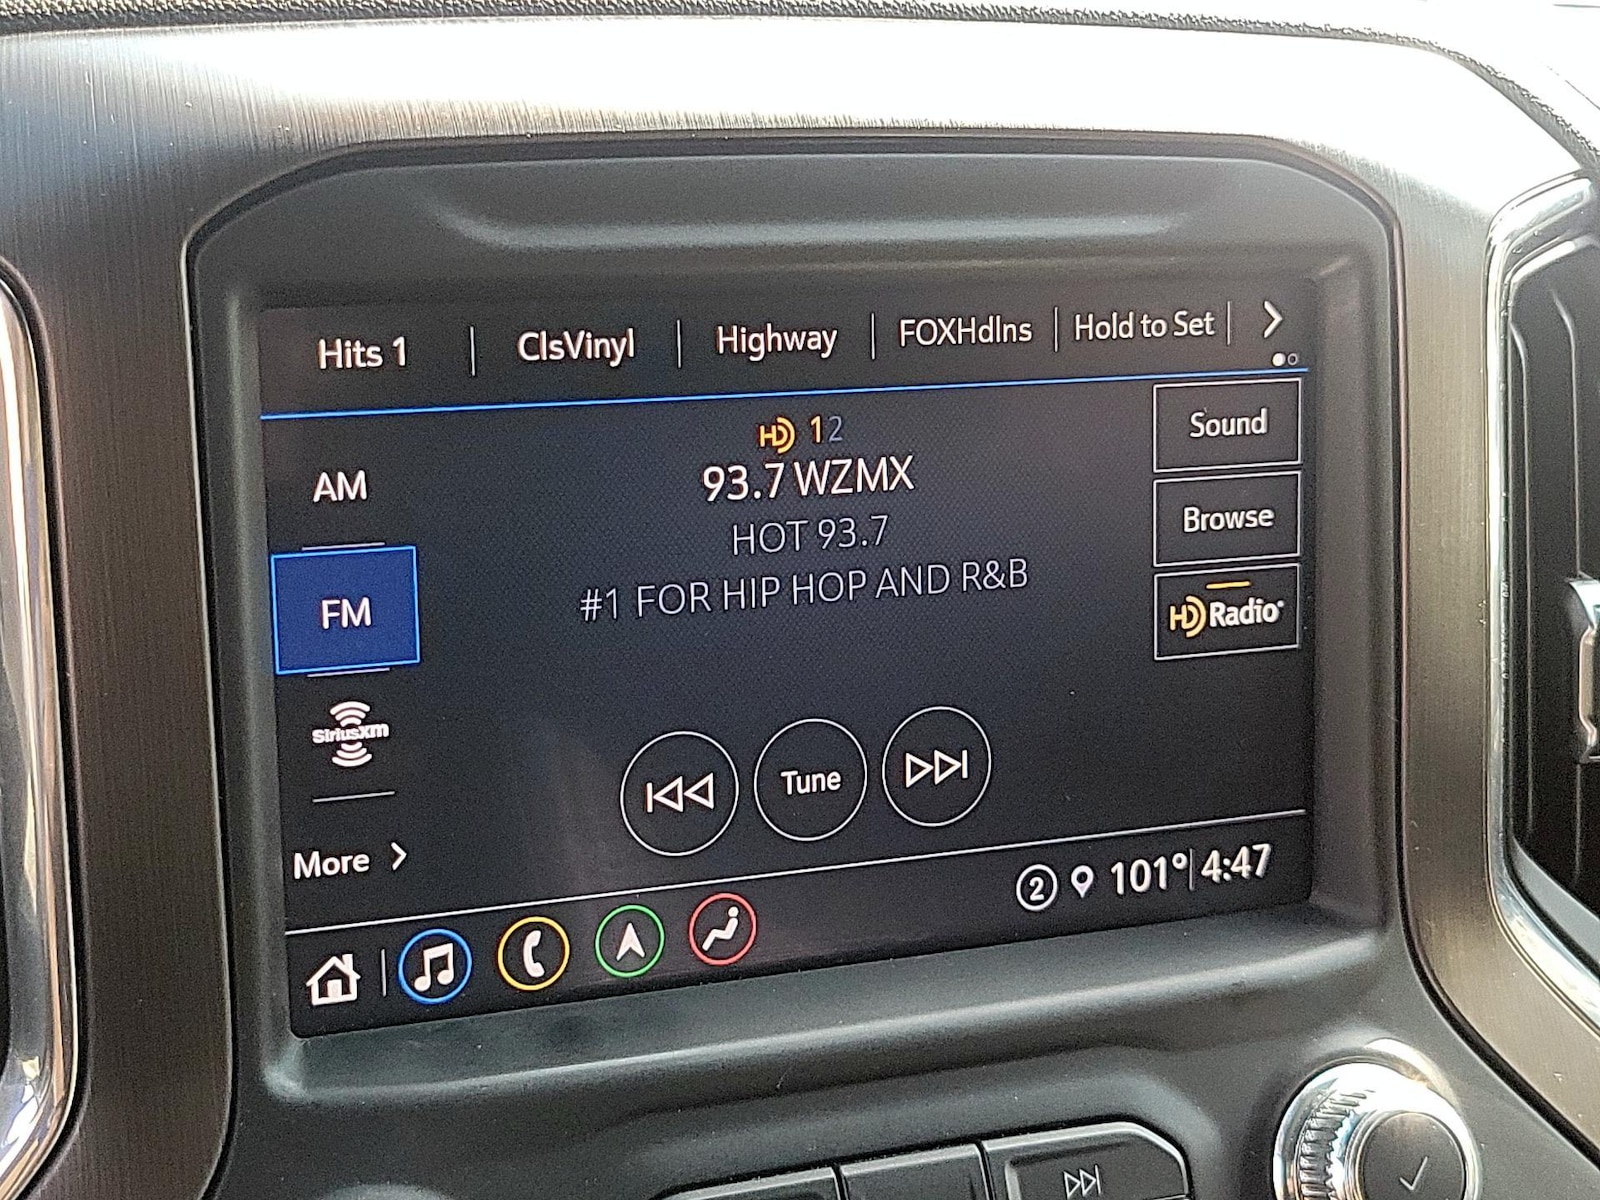 Hits 1 | ClsVinyl | Highway | FOXHdlns | Hold to Set |
HD 12
93.7 WZMX
HOT 93.7
#1 FOR HIP HOP AND R&B
AM
FM
SiriusXm
More
Sound
Browse
HD Radio
Tune
2 101° 4:47